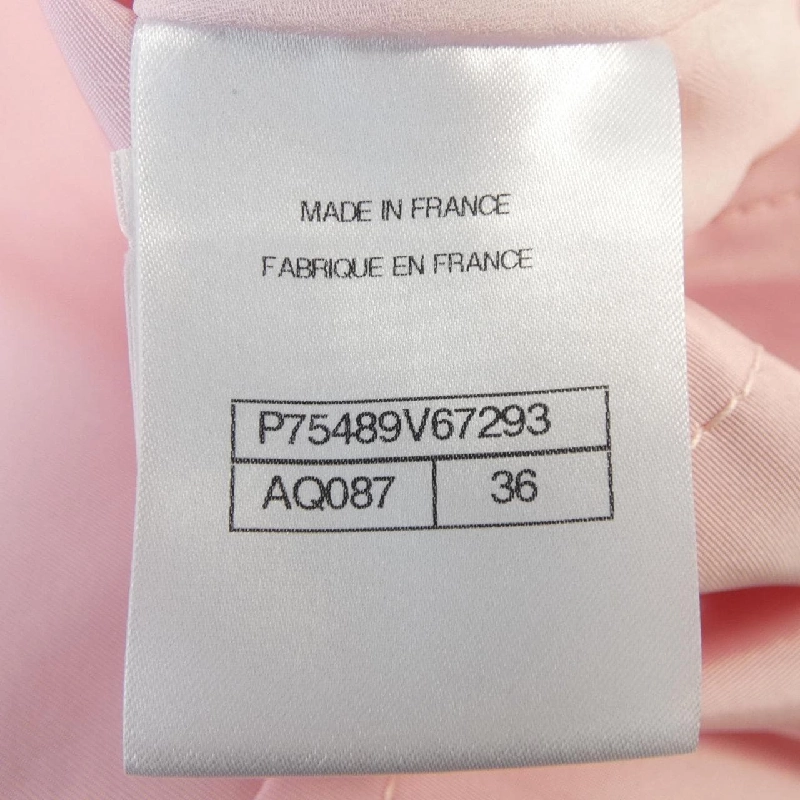 MADE IN FRANCE
FABRIQUE EN FRANCE
P75489V67293
AQ087 36